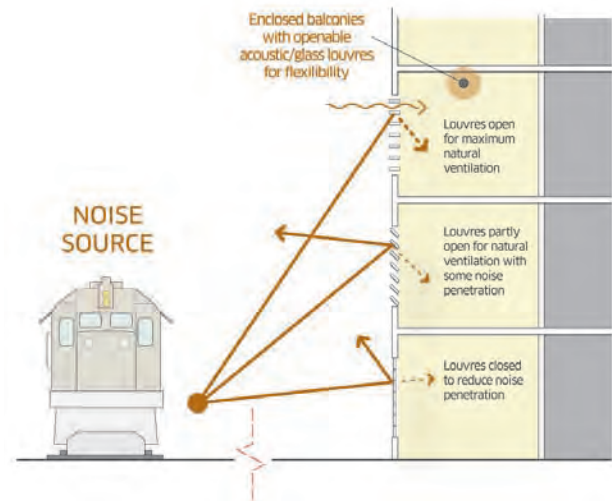 Enclosed balconies
with openable
acoustic/glass louvres
for flexilibility
Louvres open
for maximum
natural
ventilation
NOISE
SOURCE
Louvres partly
open for natural
ventilation with
some noise
penetration
Louvres closed
to reduce noise
penetration